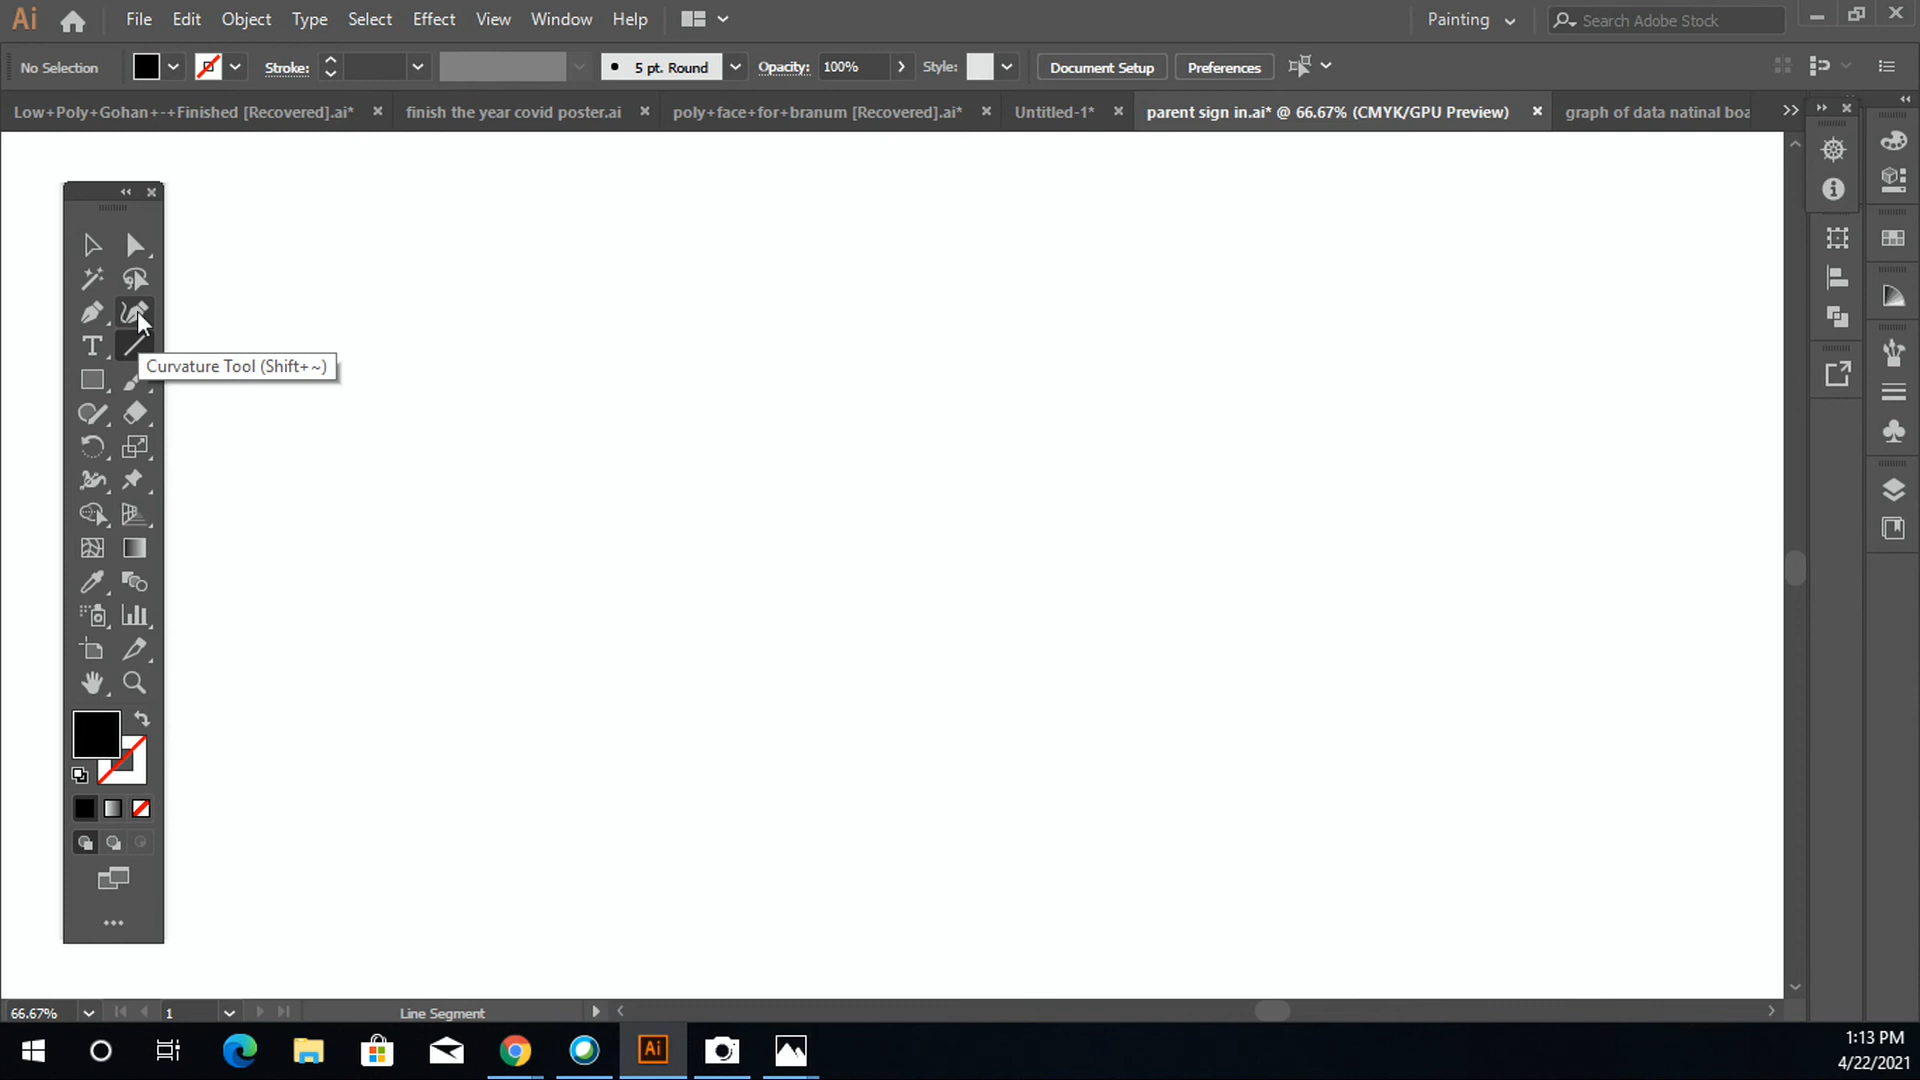 Ai File Edit Object Type Select Effect View Window Help Painting Search Adobe Stock
No Selection Stroke: 5 pt. Round Opacity: 100% Style: Document Setup Preferences
Low+Poly+Gohan+-+Finished [Recovered].ai* finish the year covid poster.ai poly+face+for+branum [Recovered].ai* Untitled-1* parent sign in.ai* @ 66.67% (CMYK/GPU Preview) graph of data natinal boa
Curvature Tool (Shift+~)
66.67% 1 Line Segment
Ai 1:13 PM
4/22/2021